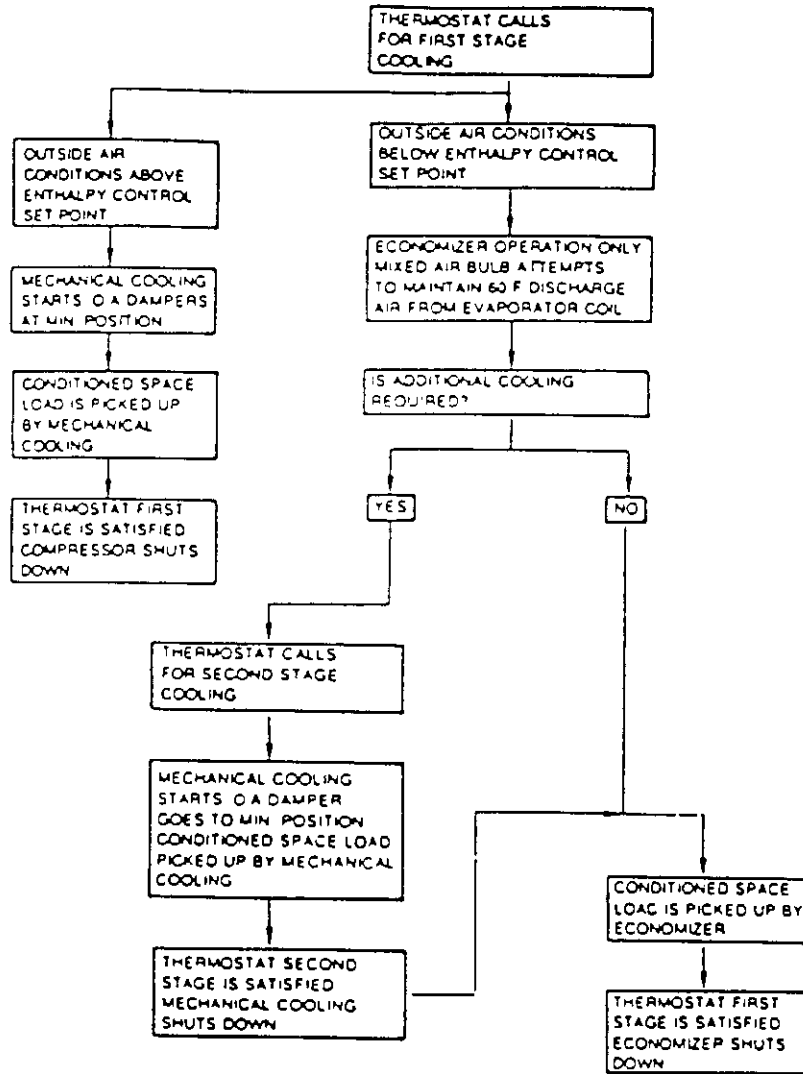 THERMOSTAT CALLS
FOR FIRST STAGE
COOLING
OUTSIDE AIR
CONDITIONS ABOVE
ENTHALPY CONTROL
SET POINT
OUTSIDE AIR CONDITIONS
BELOW ENTHALPY CONTROL
SET POINT
MECHANICAL COOLING
STARTS O A DAMPERS
AT MIN. POSITION
ECONOMIZER OPERATION ONLY
MIXED AIR BULB ATTEMPTS
TO MAINTAIN 60 F DISCHARGE
AIR FROM EVAPORATOR COIL
CONDITIONED SPACE
LOAD IS PICKED UP
BY MECHANICAL
COOLING
IS ADDITIONAL COOLING
REQUIRED?
THERMOSTAT FIRST
STAGE IS SATISFIED
COMPRESSOR SHUTS
DOWN
YES
NO
THERMOSTAT CALLS
FOR SECOND STAGE
COOLING
MECHANICAL COOLING
STARTS O A DAMPER
GOES TO MIN. POSITION
CONDITIONED SPACE LOAD
PICKED UP BY MECHANICAL
COOLING
CONDITIONED SPACE
LOAD IS PICKED UP BY
ECONOMIZER
THERMOSTAT SECOND
STAGE IS SATISFIED
MECHANICAL COOLING
SHUTS DOWN
THERMOSTAT FIRST
STAGE IS SATISFIED
ECONOMIZER SHUTS
DOWN